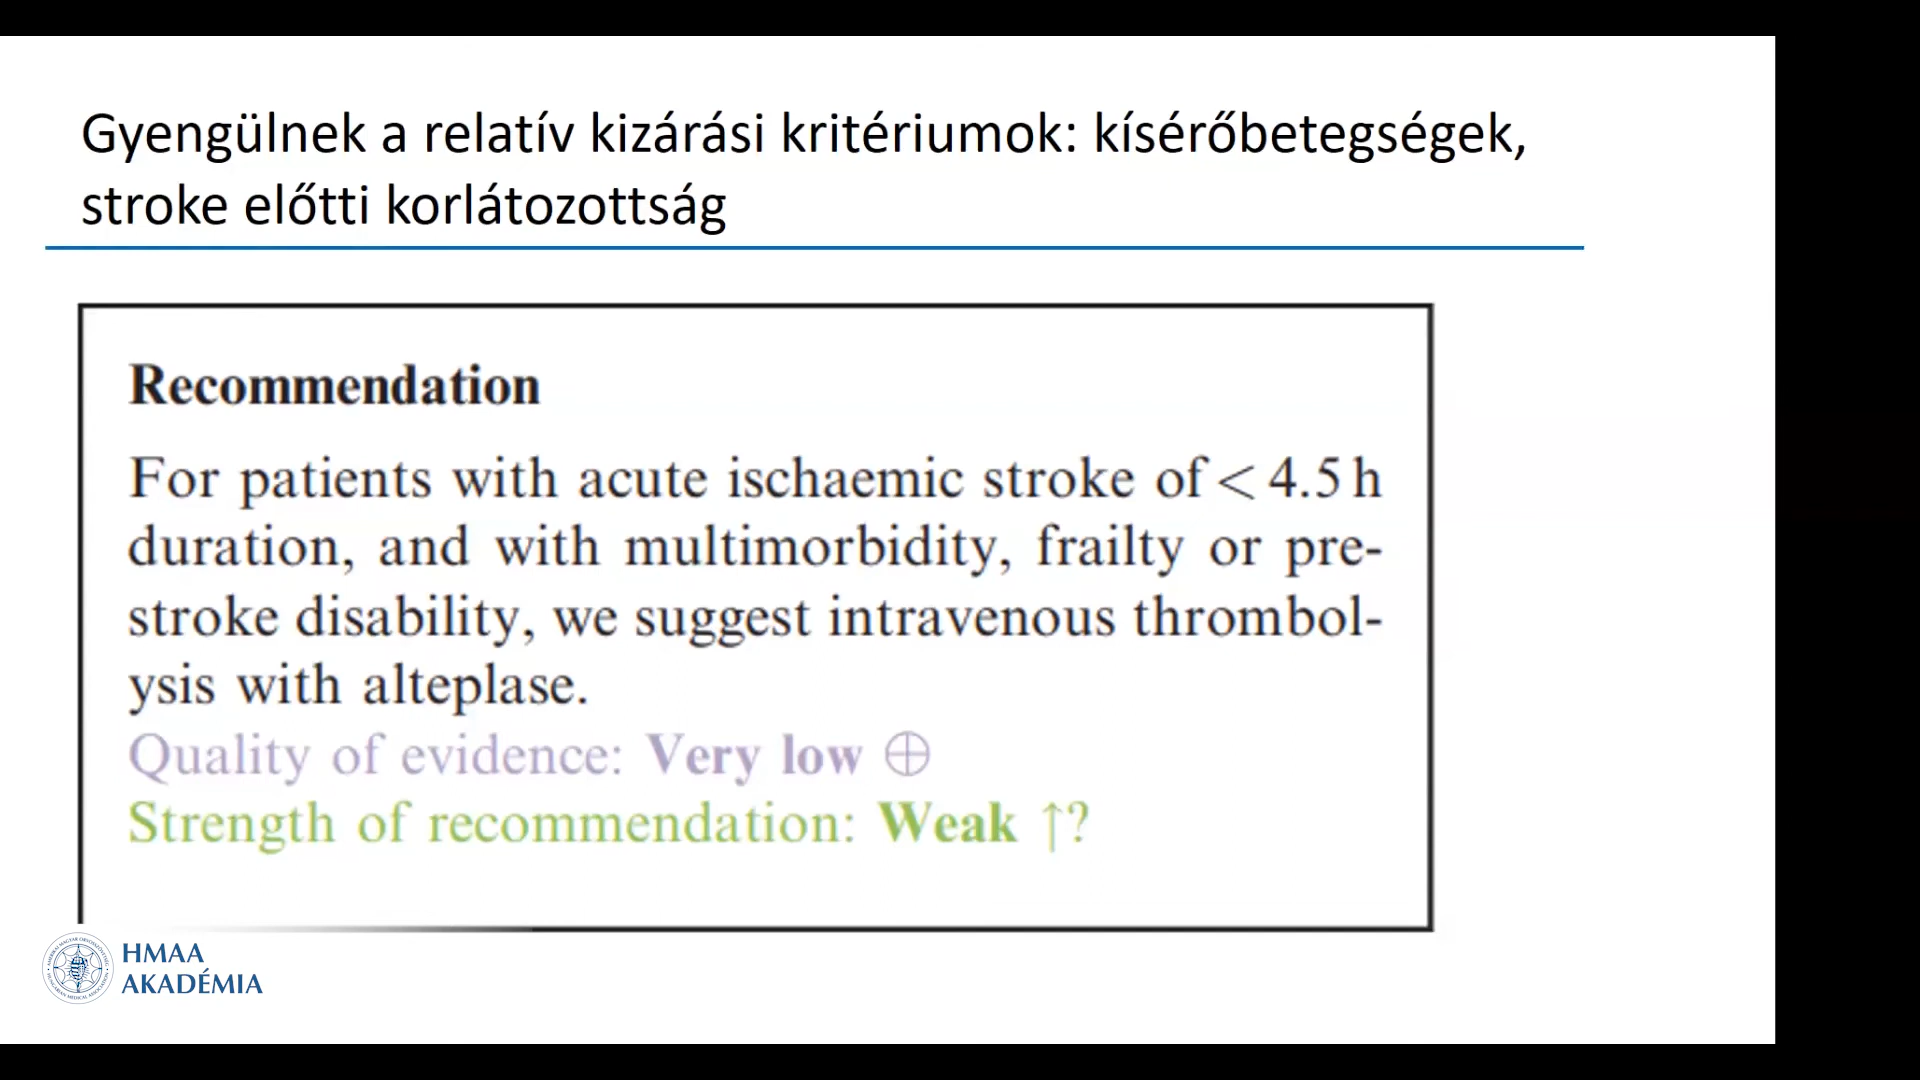 Gyengülnek a relatív kizárási kritériumok: kísérőbetegségek,
stroke előtti korlátozottság
Recommendation
For patients with acute ischaemic stroke of < 4.5 h
duration, and with multimorbidity, frailty or pre-
stroke disability, we suggest intravenous thrombol-
ysis with alteplase.
Quality of evidence: Very low ⊕
Strength of recommendation: Weak ↑?
HMAA
AKADÉMIA